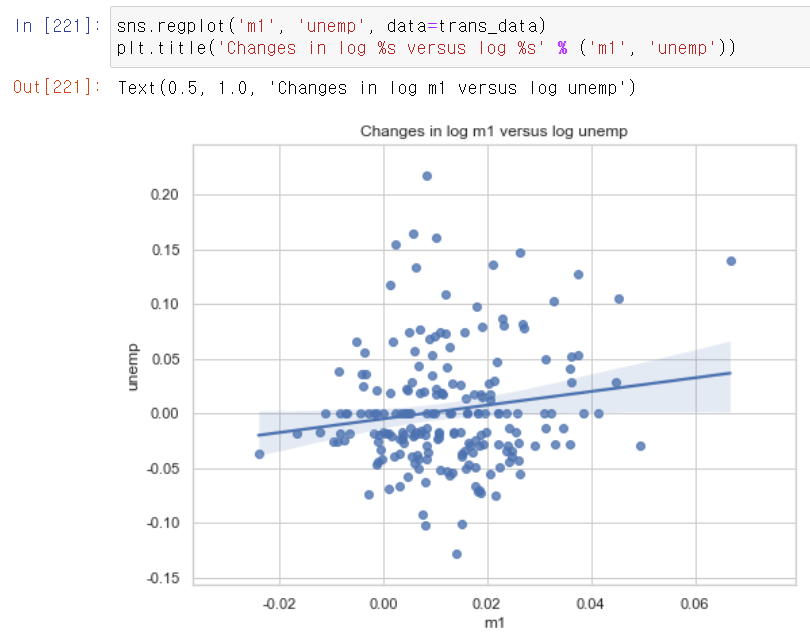 In [221]: sns.regplot('m1', 'unemp', data=trans_data)
plt.title('Changes in log %s versus log %s' % ('m1', 'unemp'))
Out[221]: Text(0.5, 1.0, 'Changes in log m1 versus log unemp')
Changes in log m1 versus log unemp
0.20
0.15
0.10
0.05
0.00
-0.05
-0.10
-0.15
unemp
-0.02 0.00 0.02 0.04 0.06
m1